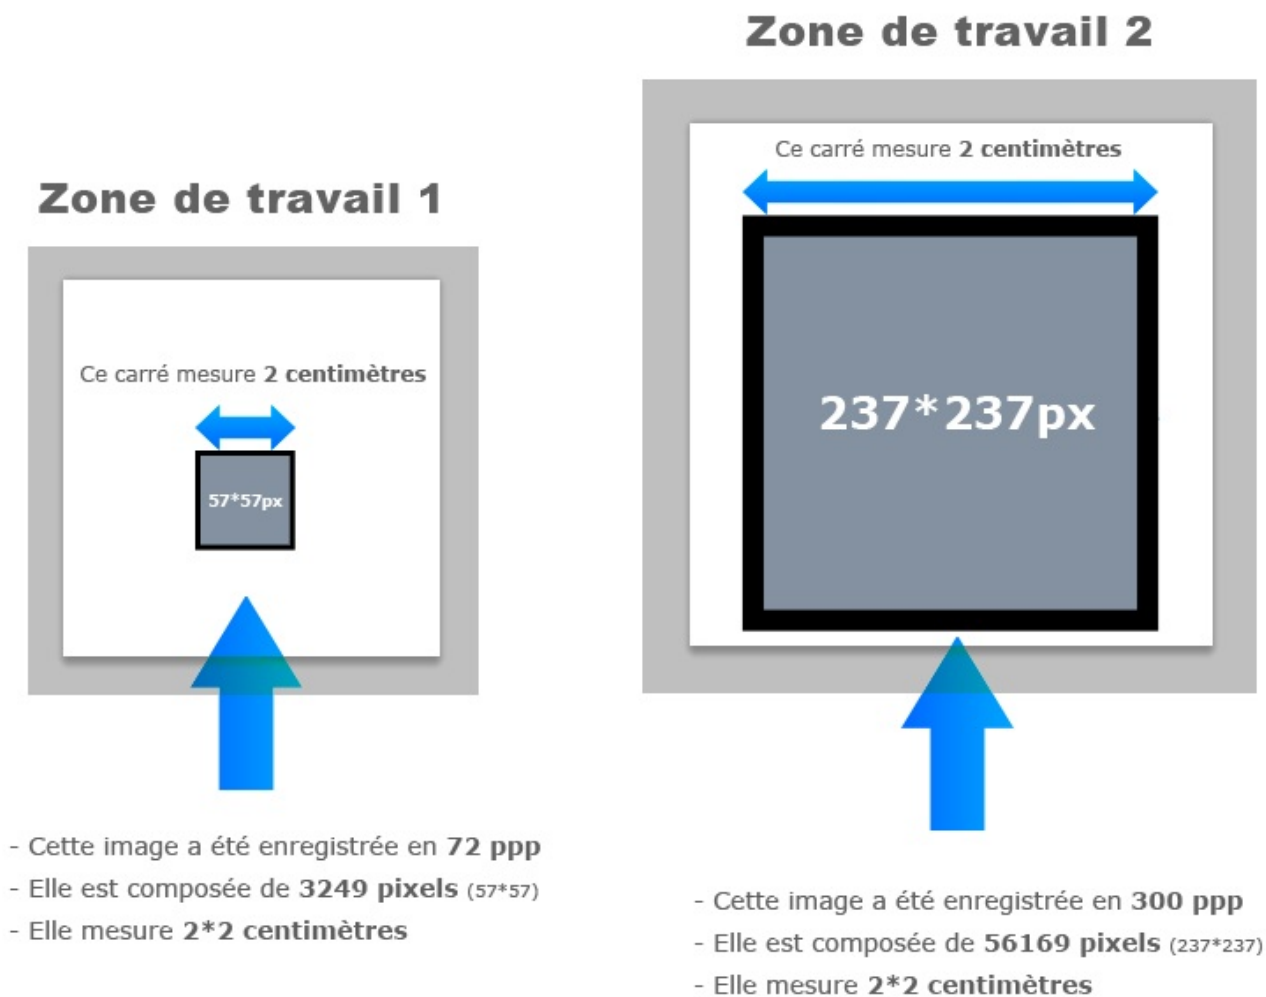 Zone de travail 1
Ce carré mesure 2 centimètres
57*57px
- Cette image a été enregistrée en 72 ppp
- Elle est composée de 3249 pixels (57*57)
- Elle mesure 2*2 centimètres
Zone de travail 2
Ce carré mesure 2 centimètres
237*237px
- Cette image a été enregistrée en 300 ppp
- Elle est composée de 56169 pixels (237*237)
- Elle mesure 2*2 centimètres